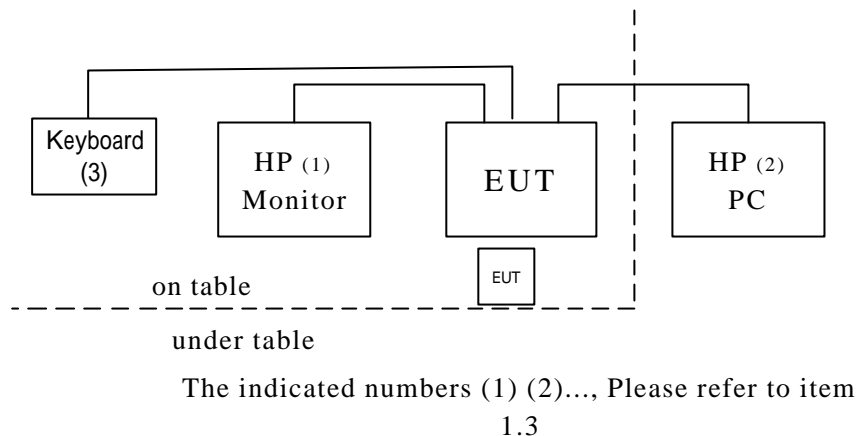 Keyboard
(3)
HP (1)
Monitor
EUT
HP (2)
PC
EUT
on table
under table
The indicated numbers (1) (2)..., Please refer to item
1.3